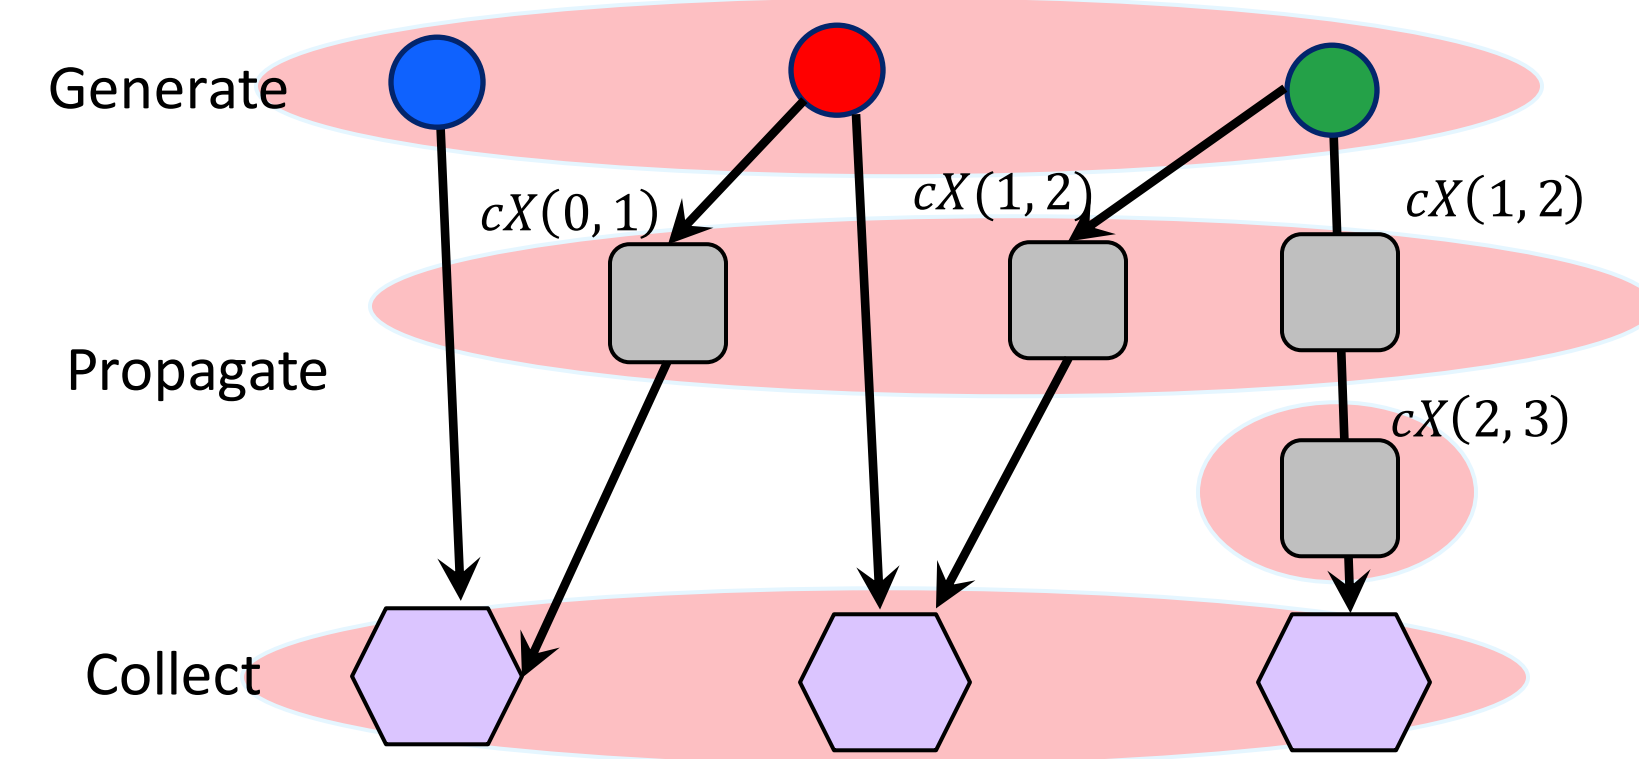 Generate
cX(0, 1)
cX(1, 2)
cX(1, 2)
Propagate
cX(2, 3)
Collect